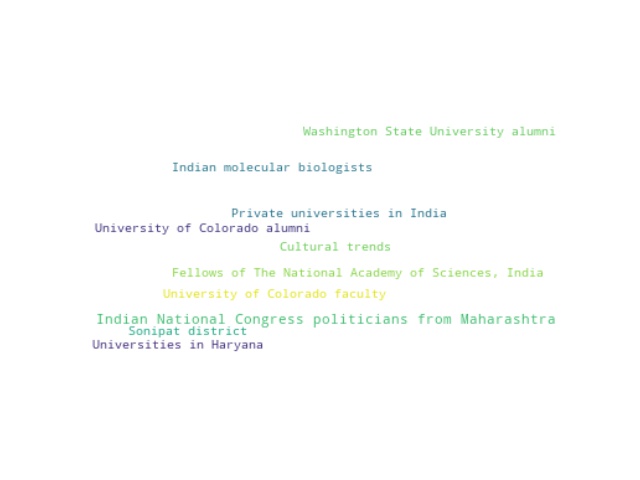 Washington State University alumni
Indian molecular biologists
Private universities in India
University of Colorado alumni
Cultural trends
Fellows of The National Academy of Sciences, India
University of Colorado faculty
Indian National Congress politicians from Maharashtra
Sonipat district
Universities in Haryana